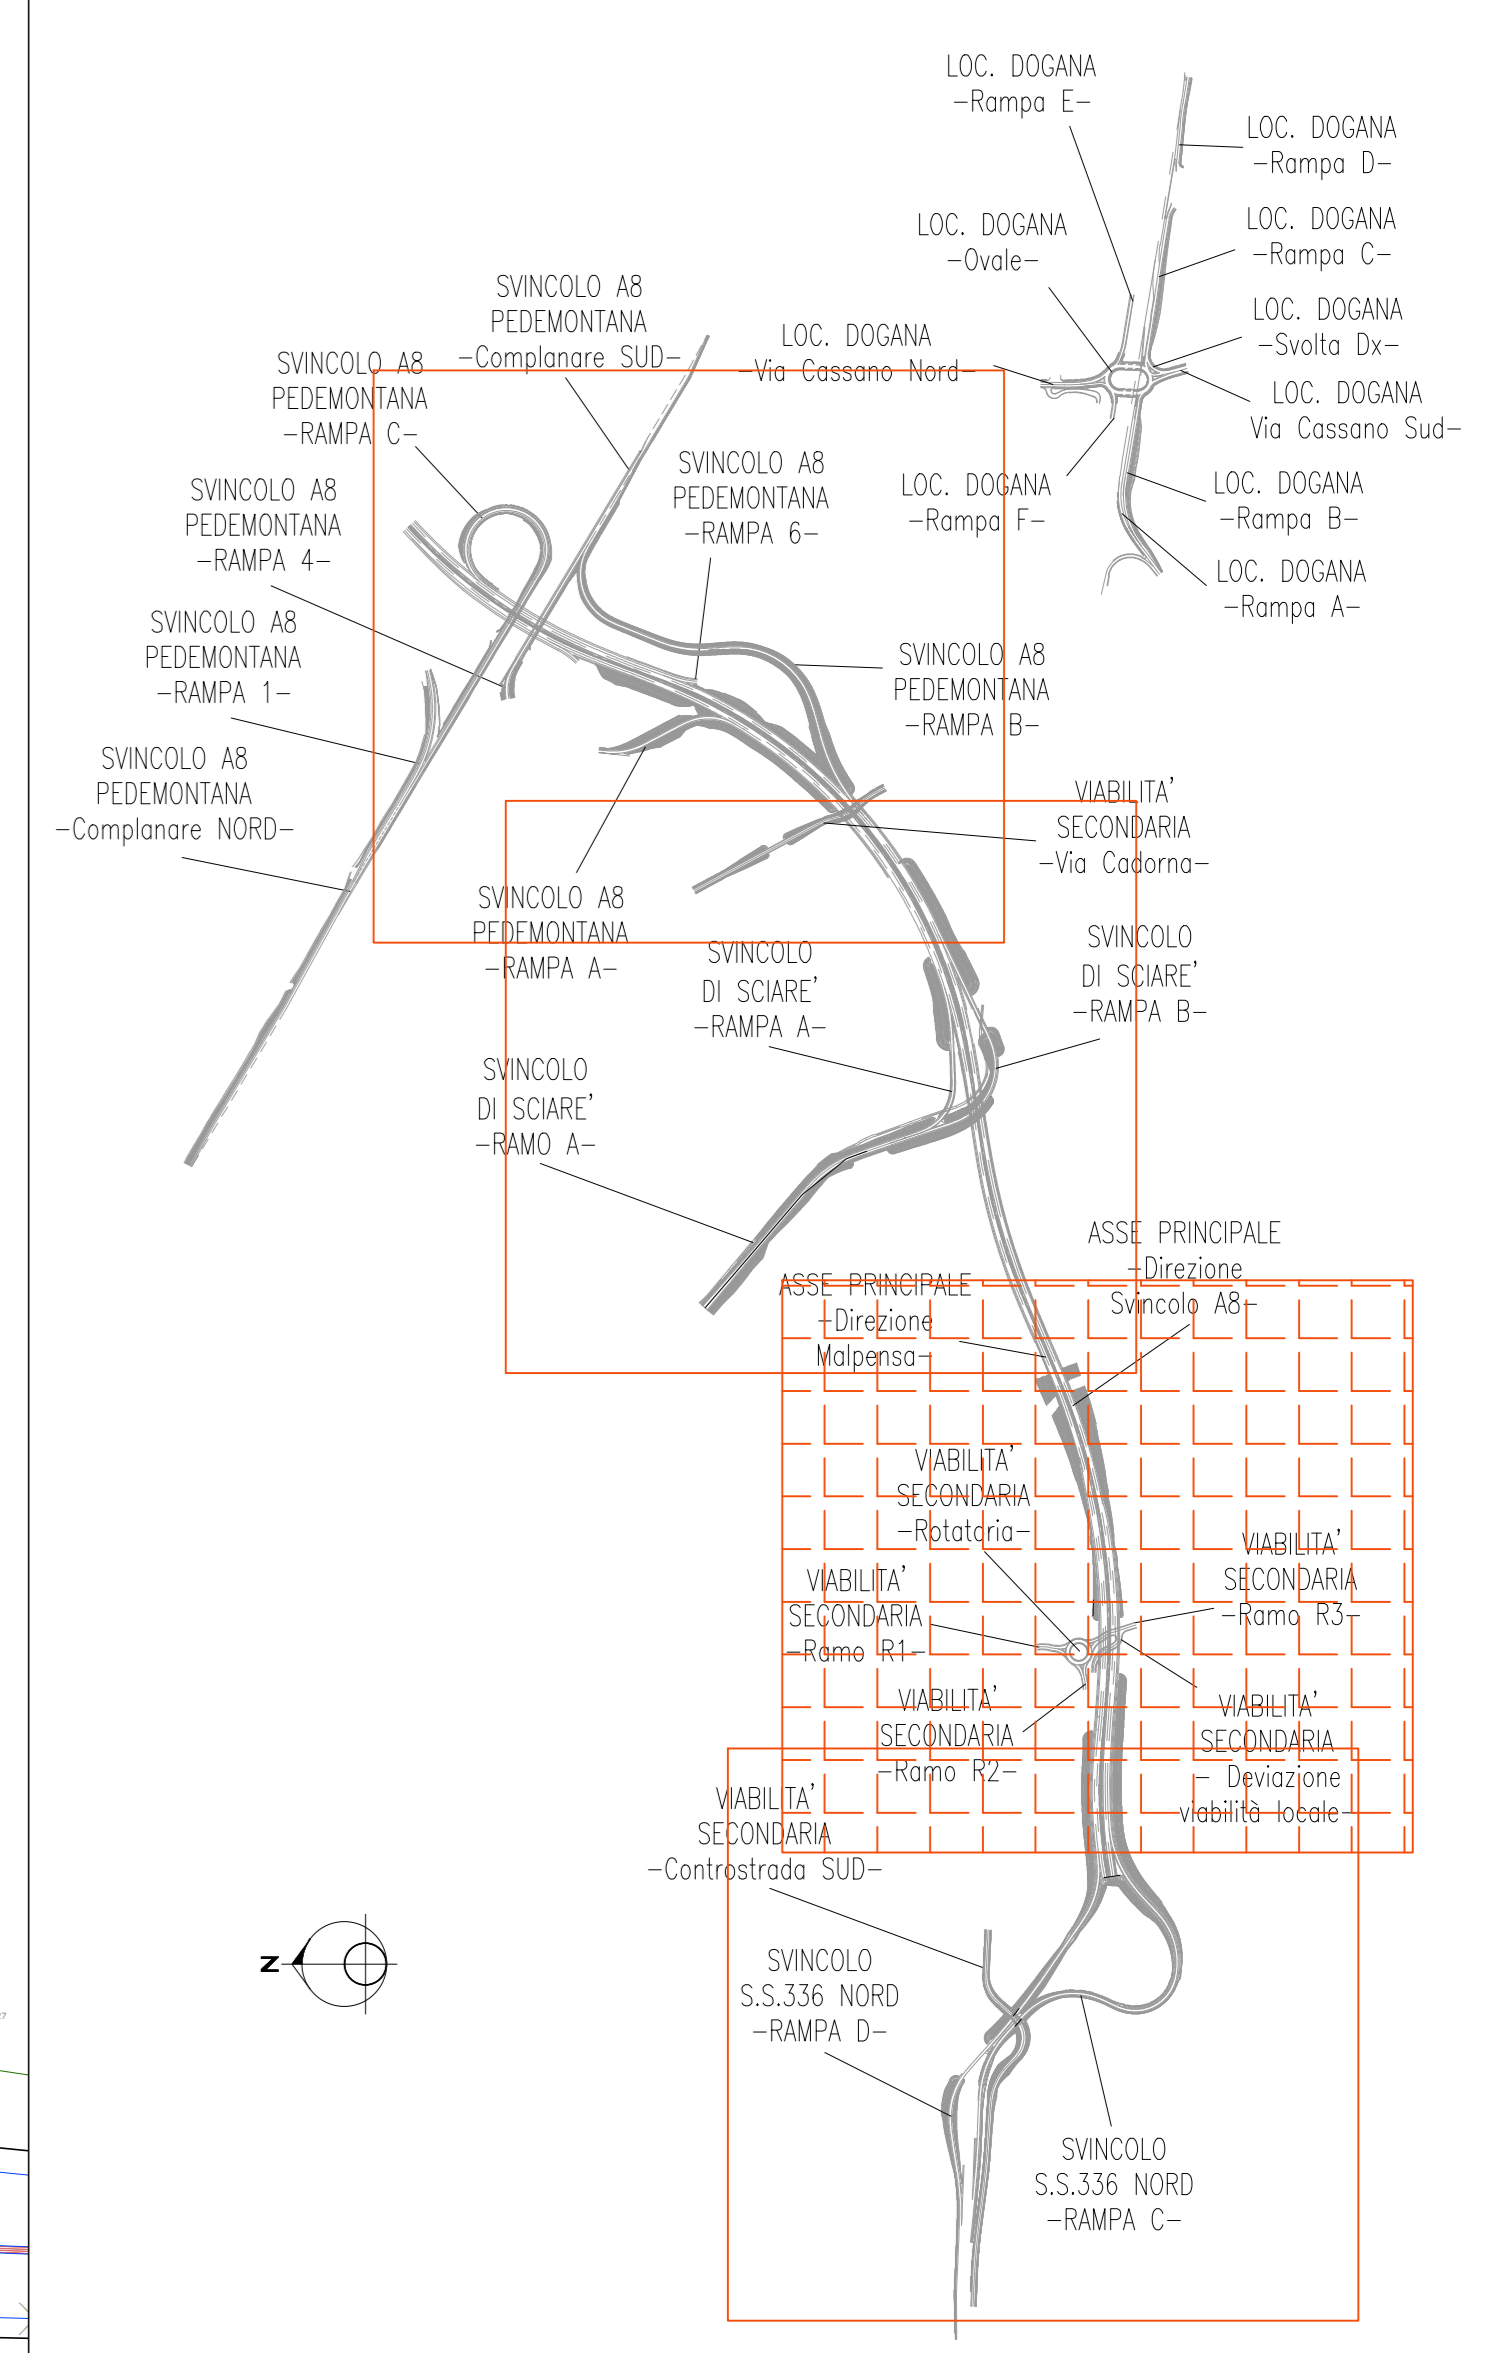 LOC. DOGANA
-Rampa E-
LOC. DOGANA
-Rampa D-
LOC. DOGANA
-Rampa C-
LOC. DOGANA
-Ovale-
SVINCOLO A8
PEDEMONTANA
-Complanare SUD-
LOC. DOGANA
-Svolta Dx-
LOC. DOGANA
-Via Cassano Nord-
SVINCOLO A8
PEDEMONTANA
-RAMPA C-
LOC. DOGANA
Via Cassano Sud-
SVINCOLO A8
PEDEMONTANA
-RAMPA 6-
LOC. DOGANA
-Rampa F-
LOC. DOGANA
-Rampa B-
SVINCOLO A8
PEDEMONTANA
-RAMPA 4-
LOC. DOGANA
-Rampa A-
SVINCOLO A8
PEDEMONTANA
-RAMPA 1-
SVINCOLO A8
PEDEMONTANA
-RAMPA B-
SVINCOLO A8
PEDEMONTANA
-Complanare NORD-
VIABILITA'
SECONDARIA
-Via Cadorna-
SVINCOLO A8
PEDEMONTANA
-RAMPA A-
SVINCOLO
DI SCIARE'
-RAMPA A-
SVINCOLO
DI SCIARE'
-RAMPA B-
SVINCOLO
DI SCIARE'
-RAMO A-
ASSE PRINCIPALE
-Direzione
Svincolo A8-
ASSE PRINCIPALE
-Direzione
Malpensa-
VIABILITA'
SECONDARIA
-Rotatoria-
VIABILITA'
SECONDARIA
-Ramo R3-
VIABILITA'
SECONDARIA
-Ramo R1-
VIABILITA'
SECONDARIA
-Ramo R2-
VIABILITA'
SECONDARIA
- Deviazione
viabilità locale-
VIABILITA'
SECONDARIA
-Controstrada SUD-
N
SVINCOLO
S.S.336 NORD
-RAMPA D-
SVINCOLO
S.S.336 NORD
-RAMPA C-